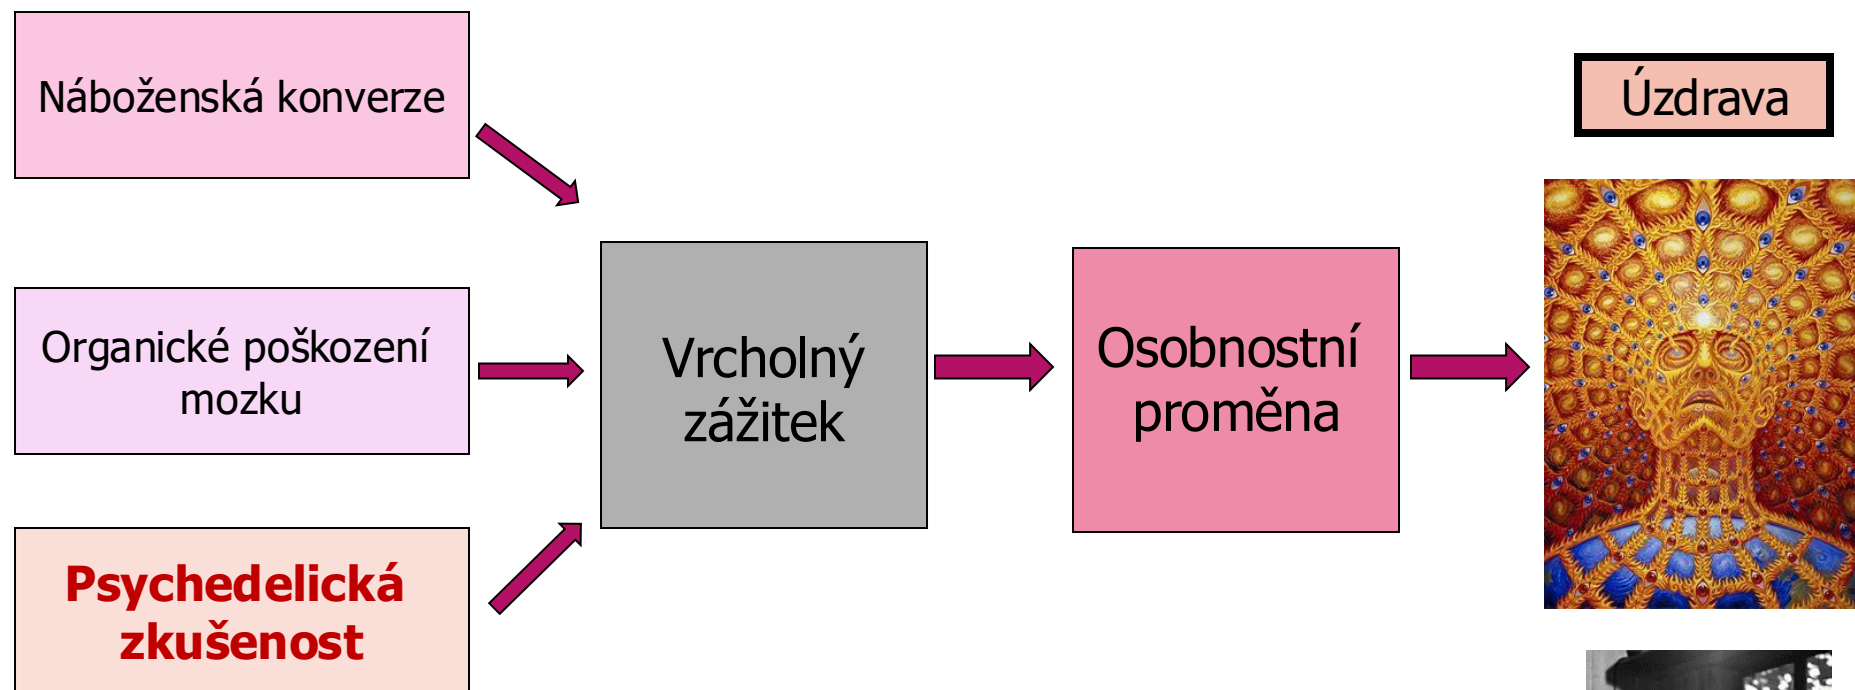 Náboženská konverze
Úzdrava
Organické poškození
mozku
Vrcholný
zážitek
Osobnostní
proměna
Psychedelická
zkušenost